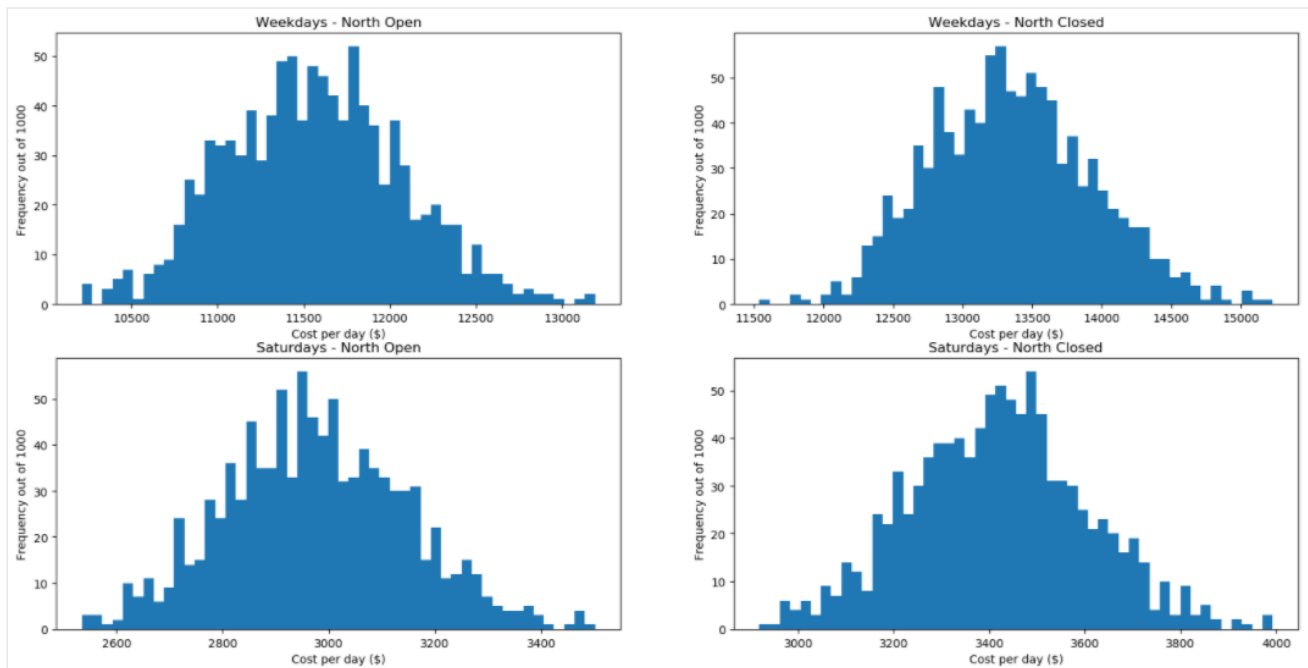 Weekdays - North Open
Frequency out of 1000
50
40
30
20
10
0
10500 11000 11500 12000 12500 13000
Cost per day ($)
Weekdays - North Closed
Frequency out of 1000
50
40
30
20
10
0
11500 12000 12500 13000 13500 14000 14500 15000
Cost per day ($)
Saturdays - North Open
Frequency out of 1000
50
40
30
20
10
0
2600 2800 3000 3200 3400
Cost per day ($)
Saturdays - North Closed
Frequency out of 1000
50
40
30
20
10
0
3000 3200 3400 3600 3800 4000
Cost per day ($)